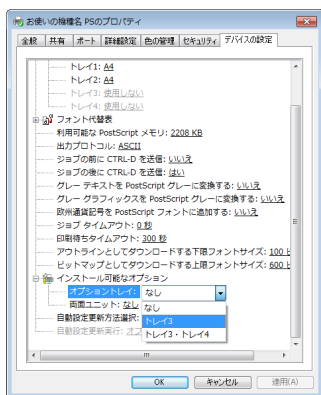 お使いの機種名 PSのプロパティ
全般 共有 ポート 詳細設定 色の管理 セキュリティ デバイスの設定
トレイ1: A4
トレイ2: A4
トレイ3: 使用しない
トレイ4: 使用しない
フォント代替表
利用可能な PostScript メモリ: 2208 KB
出力プロトコル: ASCII
ジョブの前に CTRL-D を送信: いいえ
ジョブの後に CTRL-D を送信: はい
グレー テキストを PostScript グレーに変換する: いいえ
グレー グラフィックスを PostScript グレーに変換する: いいえ
欧州通貨記号を PostScript フォントに追加する: いいえ
ジョブ タイムアウト: 0 秒
印刷待ちタイムアウト: 300 秒
アウトラインとしてダウンロードする下限フォントサイズ: 100
ビットマップとしてダウンロードする上限フォントサイズ: 600
インストール可能なオプション
オプショントレイ: なし
両面ユニット: なし なし
自動設定更新方法選択: トレイ3
自動設定更新実行: トレイ3・トレイ4
OK キャンセル 適用(A)